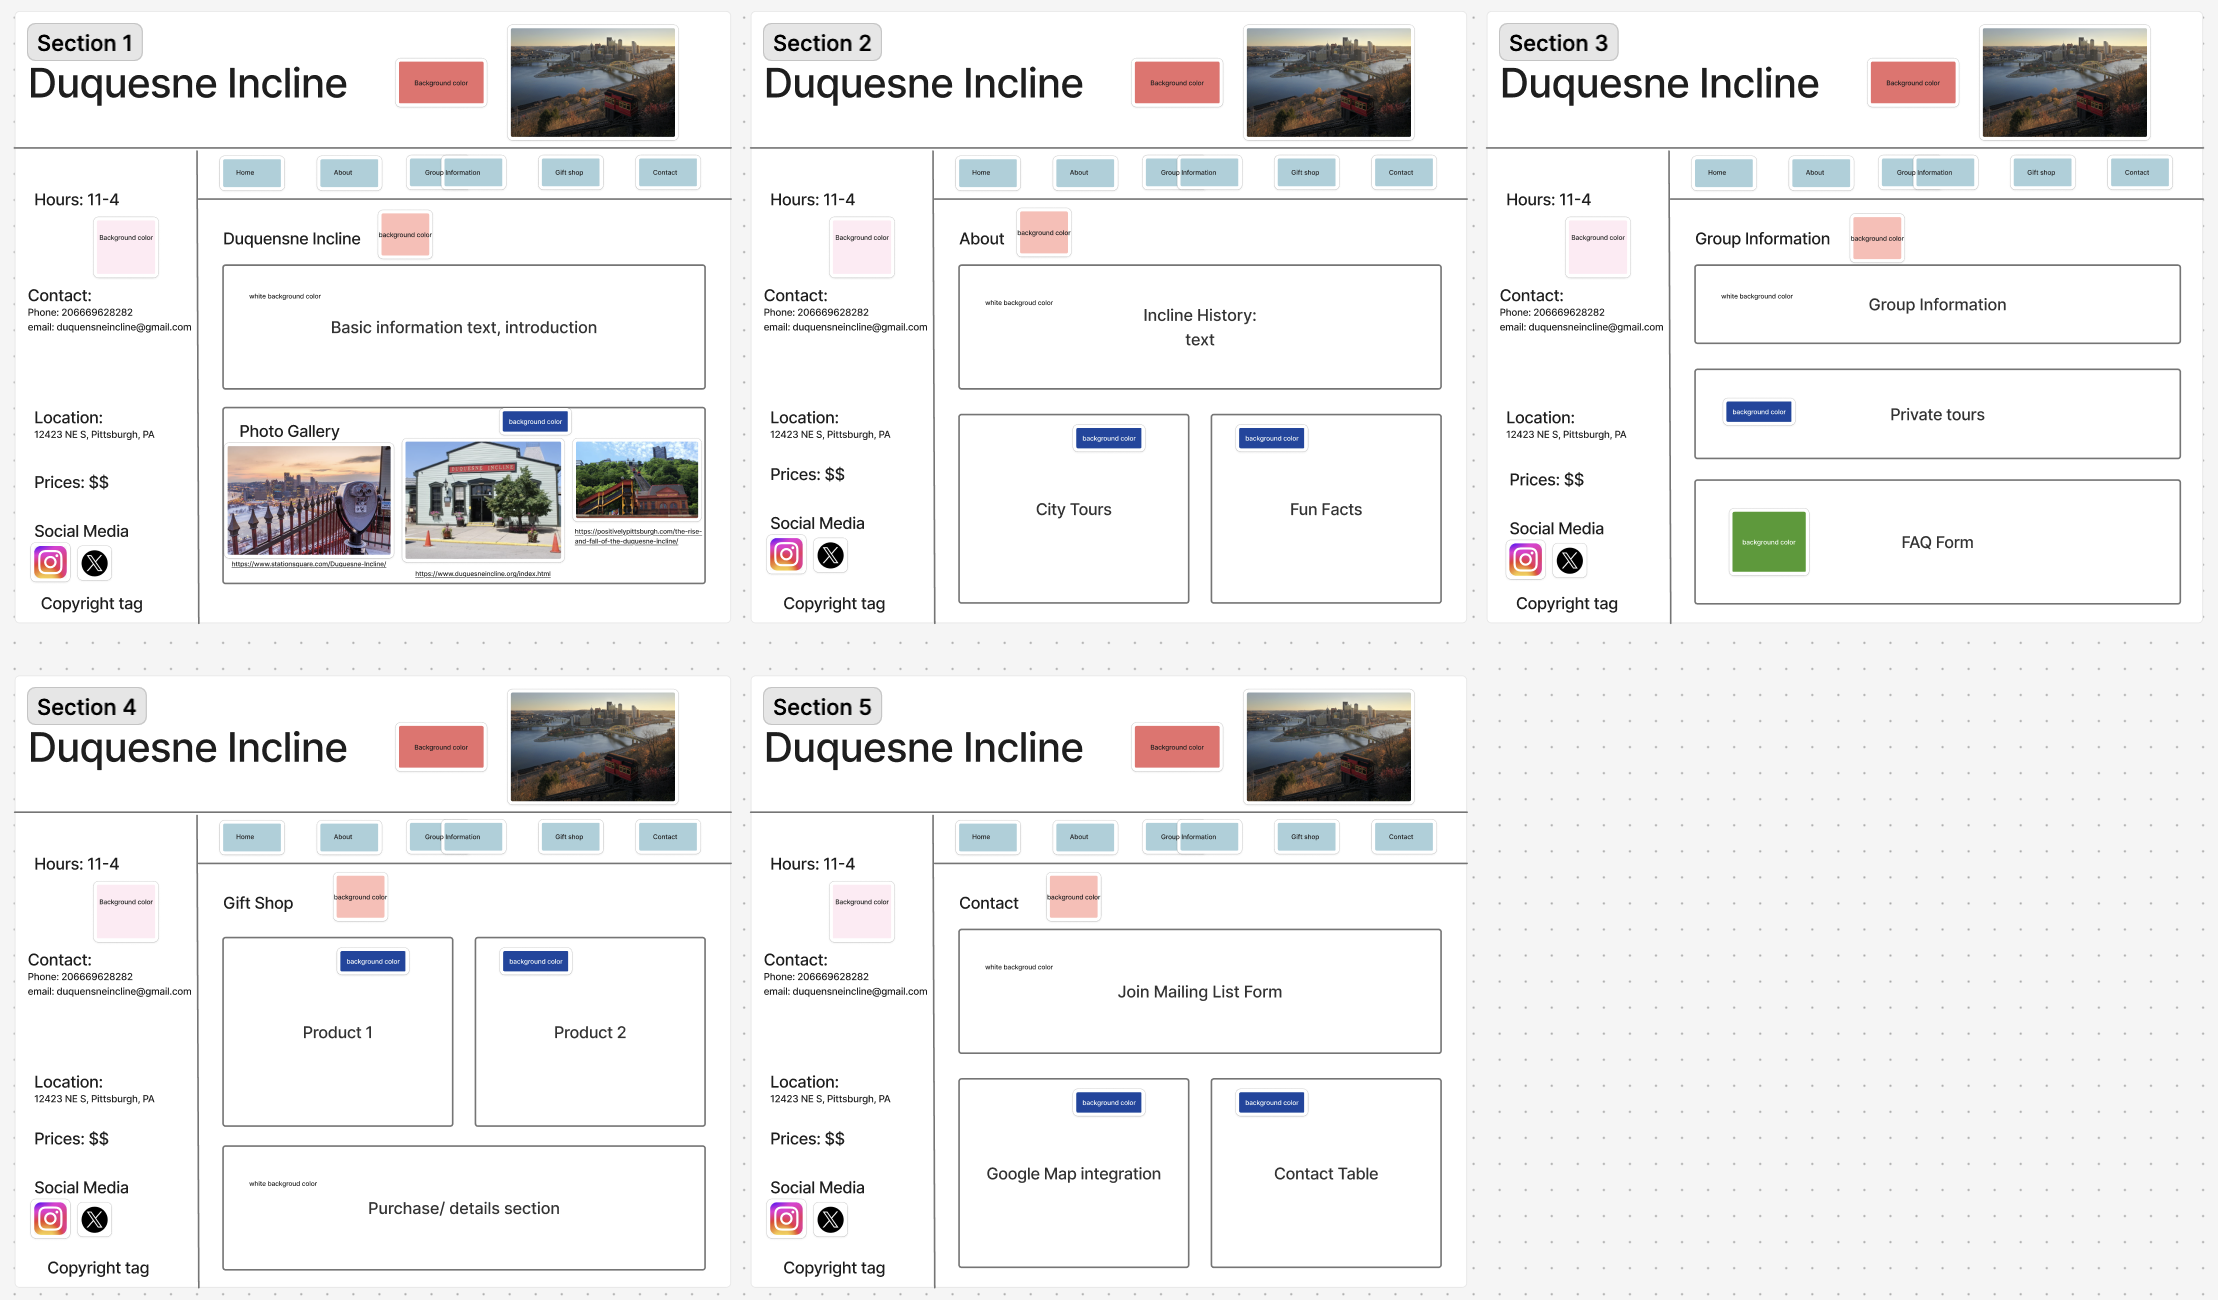 Section 1
Duquesne Incline
Background color
Home
About
Group Information
Gift shop
Contact
Hours: 11-4
Background color
Contact:
Phone: 206669628282
email: duquensneincline@gmail.com
Location:
12423 NE S, Pittsburgh, PA
Prices: $$
Social Media
Copyright tag
Duquensne Incline
background color
white background color
Basic information text, introduction
Photo Gallery
background color
DUQUESNE INCLINE
https://www.stationsquare.com/Duquesne-Incline/
https://www.duquesneincline.org/index.html
https://positivelypittsburgh.com/the-rise-
and-fall-of-the-duquesne-incline/
Section 2
Duquesne Incline
Background color
Home
About
Group Information
Gift shop
Contact
Hours: 11-4
Background color
Contact:
Phone: 206669628282
email: duquensneincline@gmail.com
Location:
12423 NE S, Pittsburgh, PA
Prices: $$
Social Media
Copyright tag
About
background color
white backgroud color
Incline History:
text
background color
City Tours
background color
Fun Facts
Section 3
Duquesne Incline
Background color
Home
About
Group Information
Gift shop
Contact
Hours: 11-4
Background color
Contact:
Phone: 206669628282
email: duquensneincline@gmail.com
Location:
12423 NE S, Pittsburgh, PA
Prices: $$
Social Media
Copyright tag
Group Information
background color
white background color
Group Information
background color
Private tours
background color
FAQ Form
Section 4
Duquesne Incline
Background color
Home
About
Group Information
Gift shop
Contact
Hours: 11-4
Background color
Contact:
Phone: 206669628282
email: duquensneincline@gmail.com
Location:
12423 NE S, Pittsburgh, PA
Prices: $$
Social Media
Copyright tag
Gift Shop
background color
background color
Product 1
background color
Product 2
white backgroud color
Purchase/ details section
Section 5
Duquesne Incline
Background color
Home
About
Group Information
Gift shop
Contact
Hours: 11-4
Background color
Contact:
Phone: 206669628282
email: duquensneincline@gmail.com
Location:
12423 NE S, Pittsburgh, PA
Prices: $$
Social Media
Copyright tag
Contact
background color
white backgroud color
Join Mailing List Form
background color
Google Map integration
background color
Contact Table